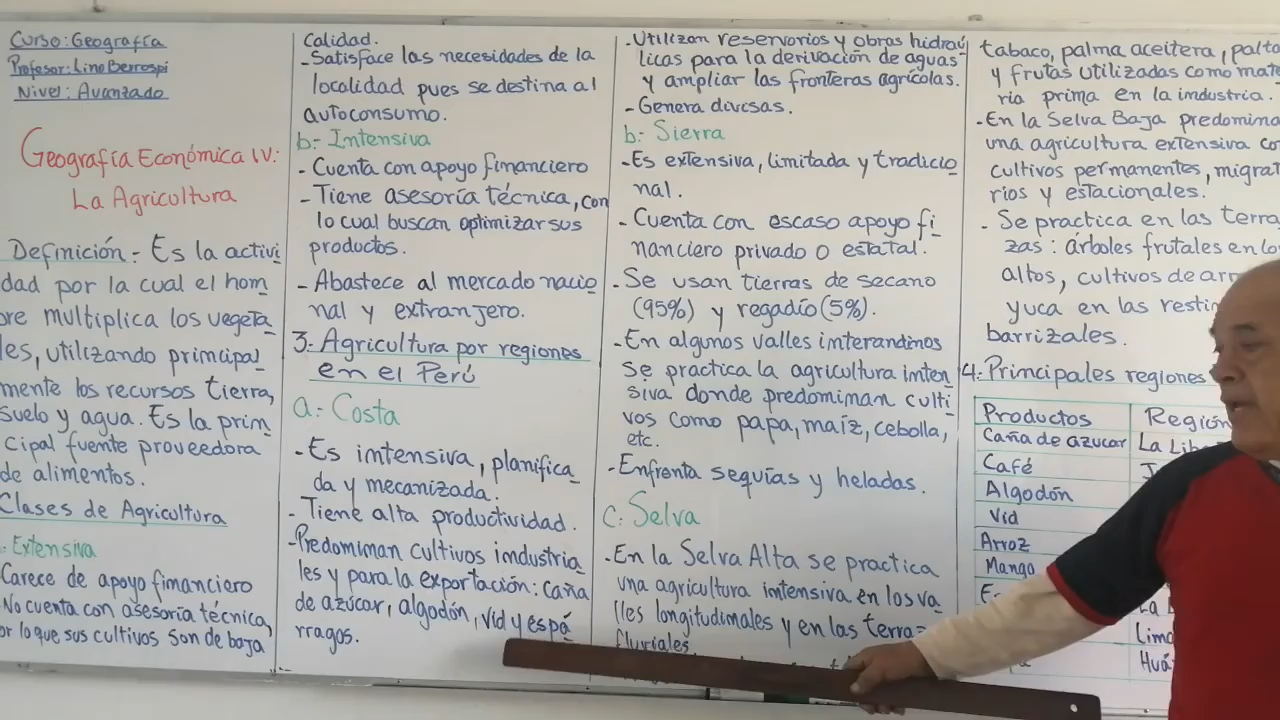 Curso: Geografía
Profesor: Lino Berrospi
Nivel: Avanzado
Geografía Económica IV:
La Agricultura
Definición.- Es la activi
dad por la cual el hom
bre multiplica los vegeta
les, utilizando principal
mente los recursos tierra,
suelo y agua. Es la prin
cipal fuente proveedora
de alimentos.
Clases de Agricultura
Extensiva
Carece de apoyo financiero
No cuenta con asesoría técnica,
por lo que sus cultivos son de baja
calidad.
- Satisface las necesidades de la
localidad pues se destina al
autoconsumo.
b.- Intensiva
- Cuenta con apoyo financiero
- Tiene asesoría técnica, con
lo cual buscan optimizar sus
productos.
- Abastece al mercado nacio
nal y extranjero.
3.- Agricultura por regiones
en el Perú
a.- Costa
- Es intensiva, planifica
da y mecanizada.
- Tiene alta productividad.
- Predominan cultivos industria
les y para la exportación: caña
de azúcar, algodón, vid y espá
rragos.
- Utilizan reservorios y obras hidráu
licas para la derivación de aguas
y ampliar las fronteras agrícolas.
- Genera divisas.
b.- Sierra
- Es extensiva, limitada y tradicio
nal.
- Cuenta con escaso apoyo fi
nanciero privado o estatal.
- Se usan tierras de secano
(95%) y regadío (5%).
- En algunos valles interandinos
se practica la agricultura inten
siva donde predominan culti
vos como papa, maíz, cebolla,
etc.
- Enfrenta sequías y heladas.
c.- Selva
- En la Selva Alta se practica
una agricultura intensiva en los va
lles longitudinales y en las terra
fluviales
tabaco, palma aceitera, palto
y frutas utilizadas como mate
ria prima en la industria.
- En la Selva Baja predomina
una agricultura extensiva co
cultivos permanentes, migrat
rios y estacionales.
- Se practica en las terra
zas: árboles frutales en lo
altos, cultivos de arr
yuca en las restin
barrizales.
4.- Principales regiones
Productos Región
Caña de azúcar La Libe
Café
Algodón
Vid
Arroz
Mango
La
Lima
Huá